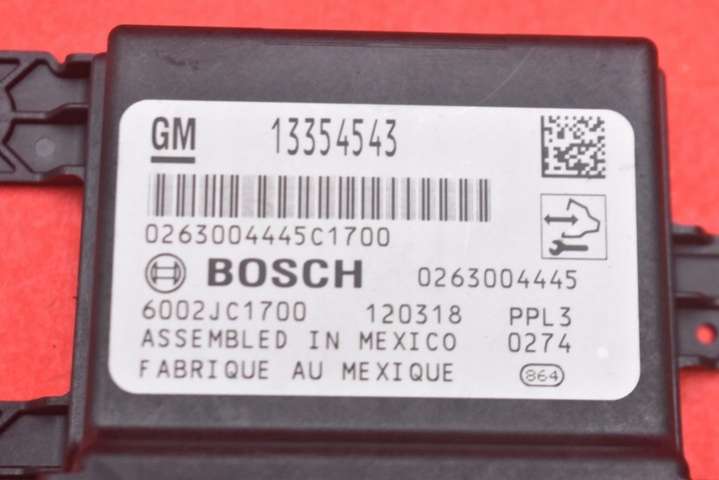 GM 13354543
0263004445C1700
BOSCH 0263004445
6002JC1700 120318 PPL3
ASSEMBLED IN MEXICO 0274
FABRIQUE AU MEXIQUE 864